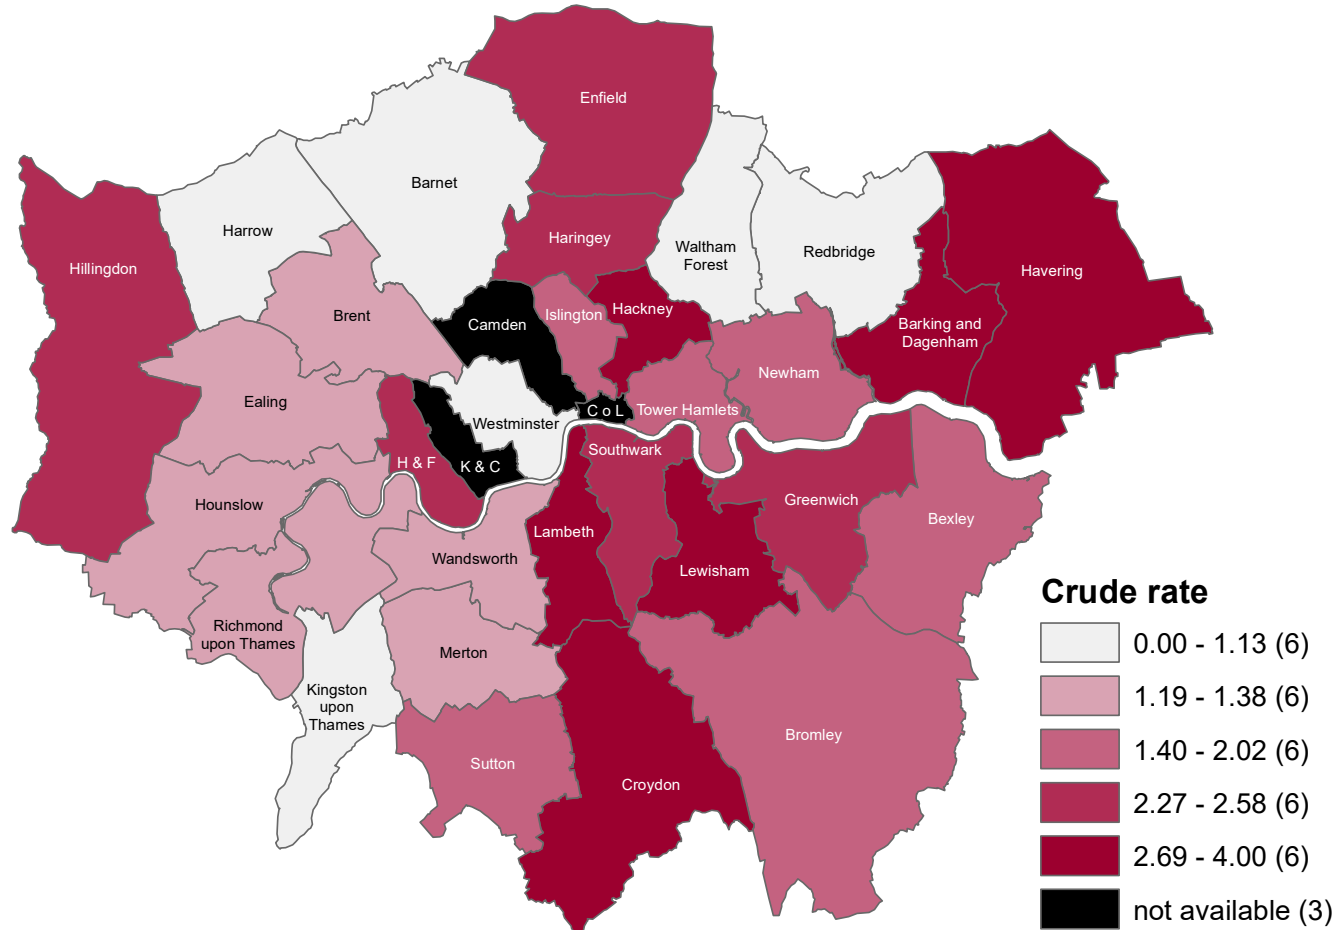 Enfield
Barnet
Harrow
Haringey
Waltham
Forest
Redbridge
Hillingdon
Havering
Brent
Camden
Islington
Hackney
Barking and
Dagenham
Newham
Ealing
Westminster
C o L
Tower Hamlets
H & F
K & C
Southwark
Greenwich
Hounslow
Bexley
Lambeth
Wandsworth
Lewisham
Richmond
upon Thames
Merton
Kingston
upon
Thames
Bromley
Sutton
Croydon
Crude rate
0.00 - 1.13 (6)
1.19 - 1.38 (6)
1.40 - 2.02 (6)
2.27 - 2.58 (6)
2.69 - 4.00 (6)
not available (3)